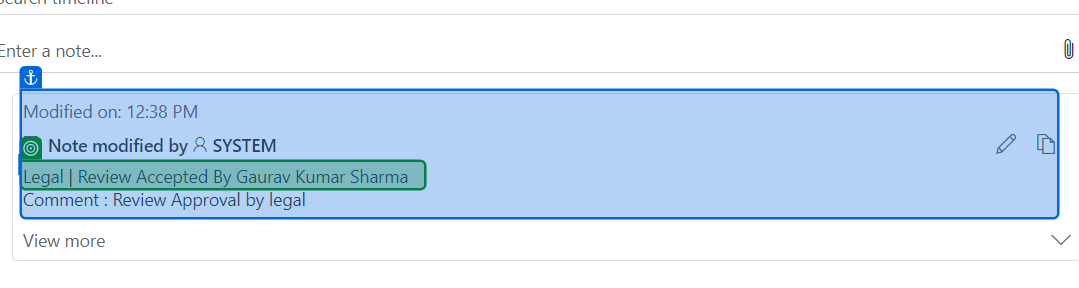 Search timeline
Enter a note...
Modified on: 12:38 PM
Note modified by SYSTEM
Legal | Review Accepted By Gaurav Kumar Sharma
Comment : Review Approval by legal
View more